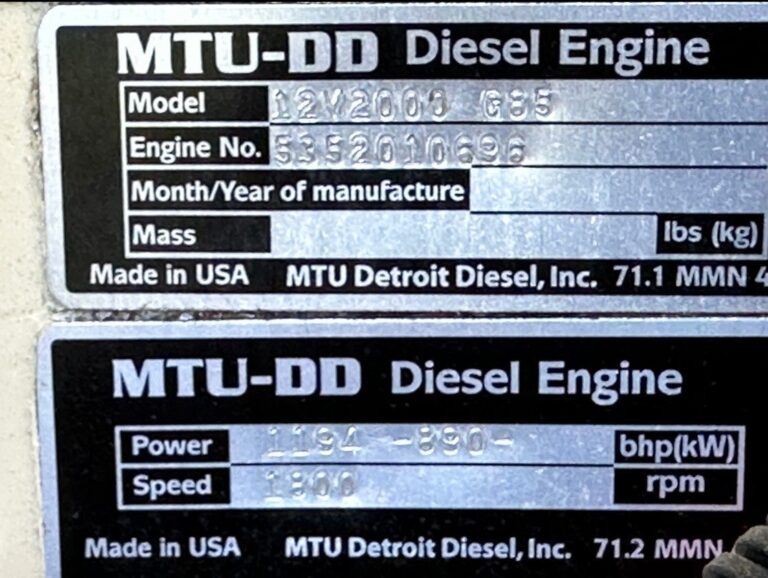 MTU-DD Diesel Engine
Model 12V2000 G85
Engine No. 5352010696
Month/Year of manufacture
Mass lbs (kg)
Made in USA MTU Detroit Diesel, Inc. 71.1 MMN 4
MTU-DD Diesel Engine
Power 1194 -890- bhp(kW)
Speed 1800 rpm
Made in USA MTU Detroit Diesel, Inc. 71.2 MMN